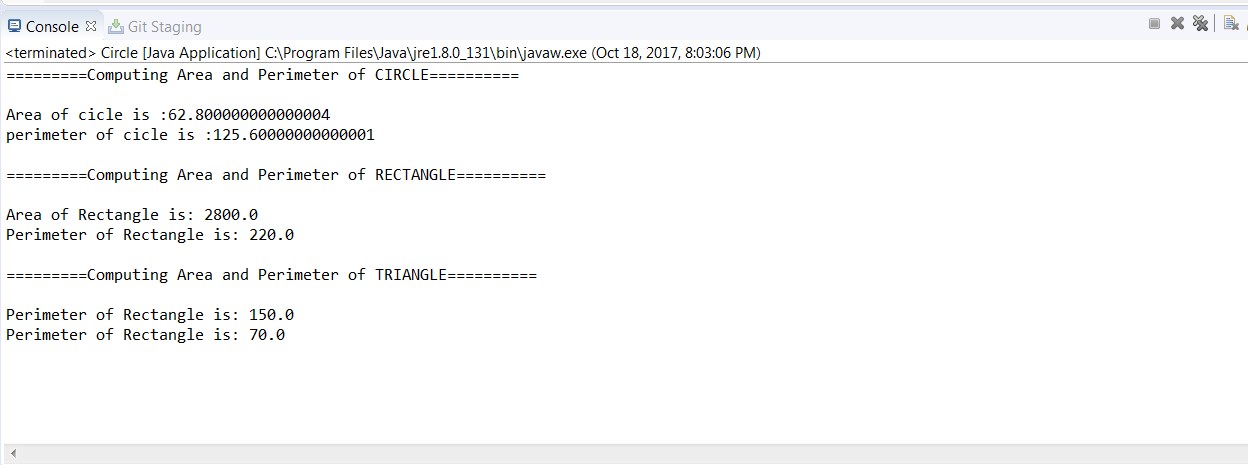 Console Git Staging
<terminated> Circle [Java Application] C:\Program Files\Java\jre1.8.0_131\bin\javaw.exe (Oct 18, 2017, 8:03:06 PM)
=========Computing Area and Perimeter of CIRCLE==========
Area of cicle is :62.800000000000004
perimeter of cicle is :125.60000000000001
=========Computing Area and Perimeter of RECTANGLE==========
Area of Rectangle is: 2800.0
Perimeter of Rectangle is: 220.0
=========Computing Area and Perimeter of TRIANGLE==========
Perimeter of Rectangle is: 150.0
Perimeter of Rectangle is: 70.0